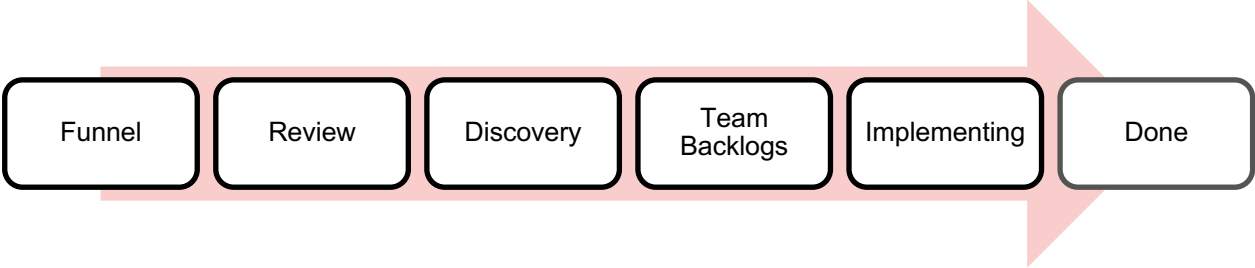 Funnel
Review
Discovery
Team
Backlogs
Implementing
Done